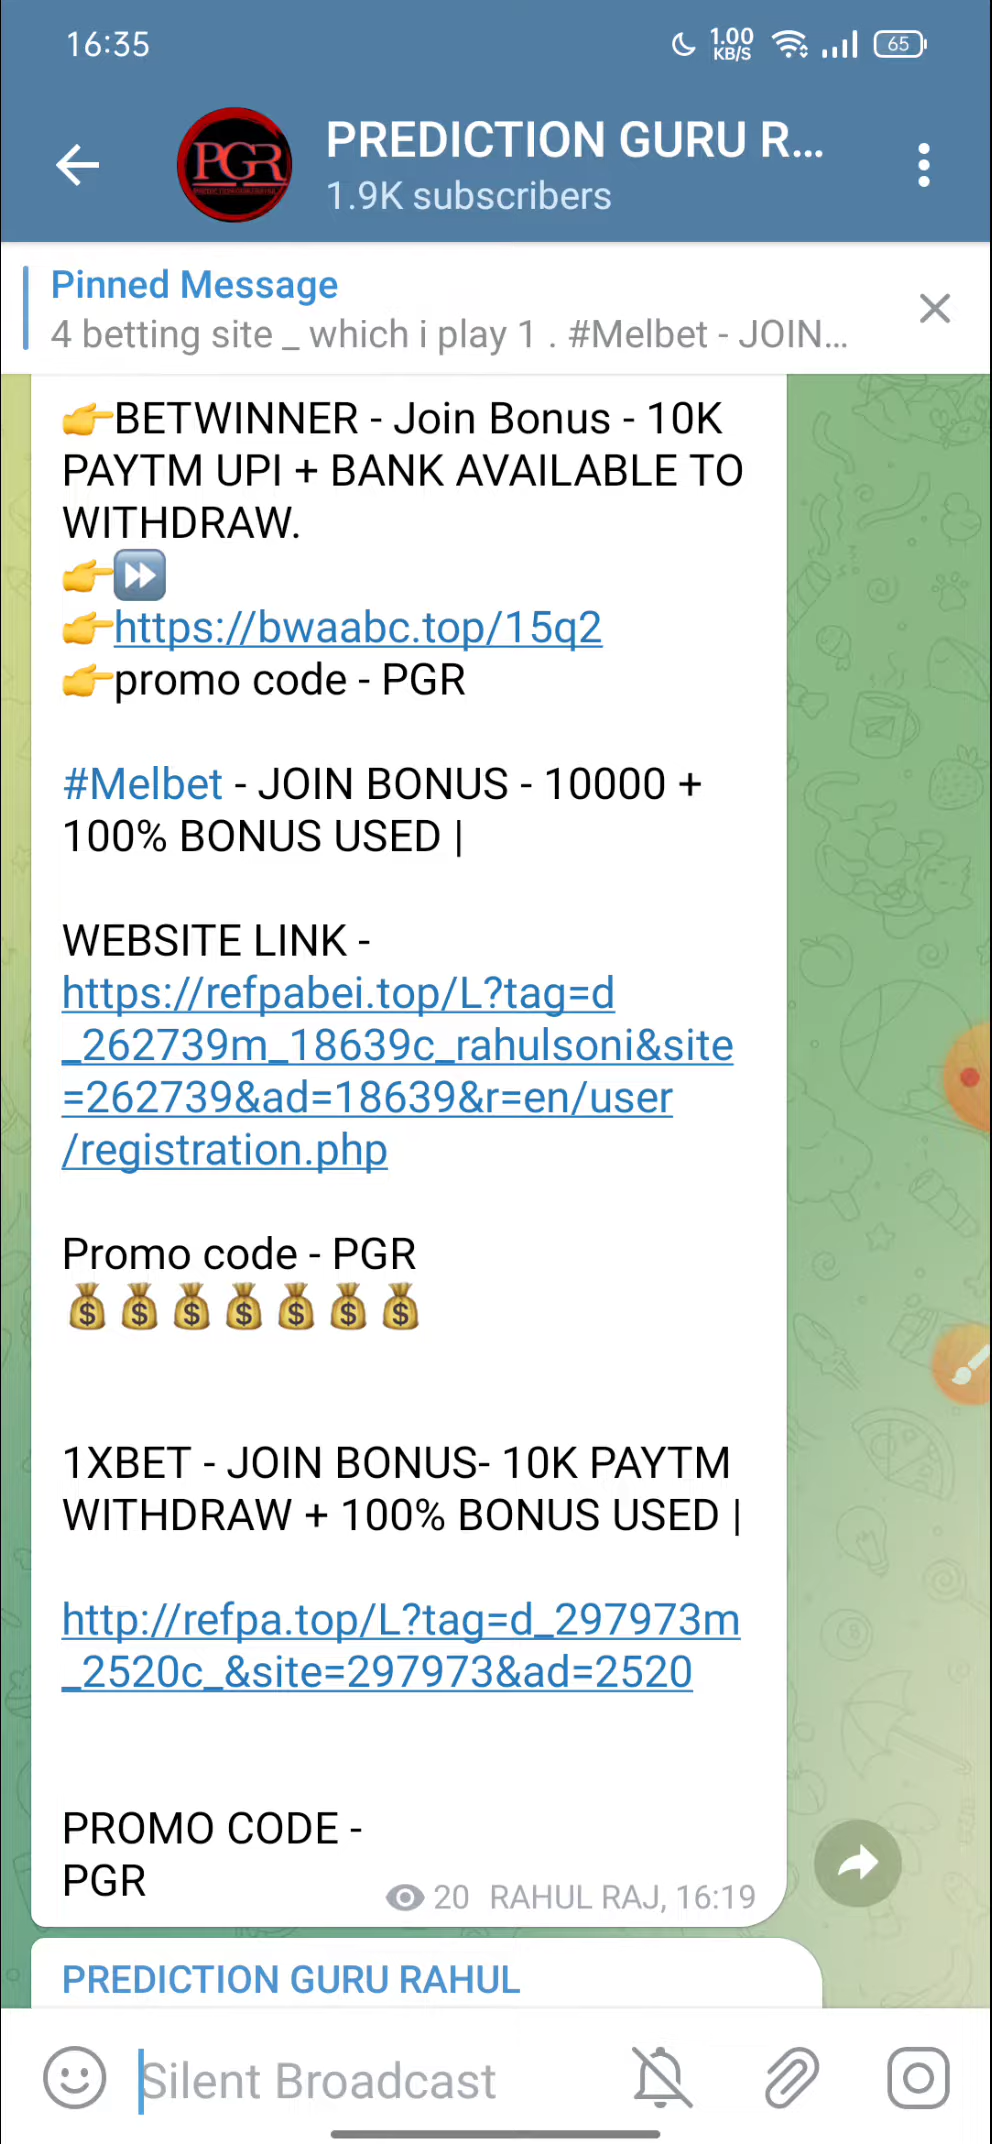 16:35
1.00
KB/S
65
PGR
PREDICTION GURU R...
1.9K subscribers
Pinned Message
4 betting site _ which i play 1 . #Melbet - JOIN...
👉BETWINNER - Join Bonus - 10K
PAYTM UPI + BANK AVAILABLE TO
WITHDRAW.
👉⏩
👉https://bwaabc.top/15q2
👉promo code - PGR
#Melbet - JOIN BONUS - 10000 +
100% BONUS USED |
WEBSITE LINK -
https://refpabei.top/L?tag=d
_262739m_18639c_rahulsoni&site
=262739&ad=18639&r=en/user
/registration.php
Promo code - PGR
💰💰💰💰💰💰💰
1XBET - JOIN BONUS- 10K PAYTM
WITHDRAW + 100% BONUS USED |
http://refpa.top/L?tag=d_297973m
_2520c_&site=297973&ad=2520
PROMO CODE -
PGR
20 RAHUL RAJ, 16:19
PREDICTION GURU RAHUL
Silent Broadcast